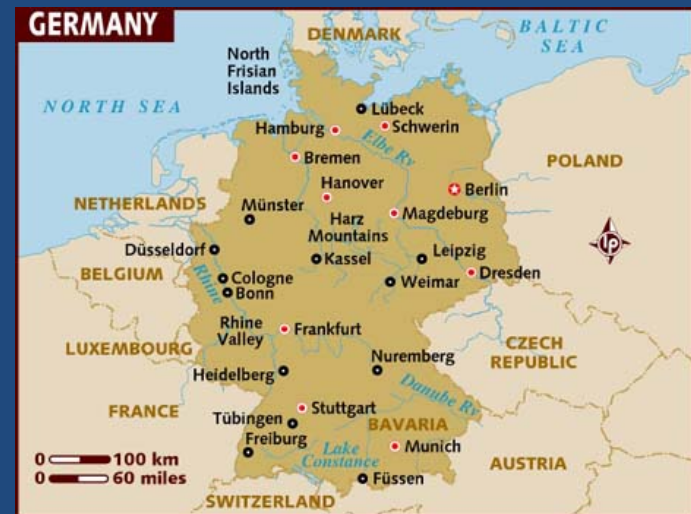 GERMANY
DENMARK
BALTIC
SEA
North
Frisian
Islands
NORTH SEA
Lübeck
Hamburg
Schwerin
Elbe Rv
Bremen
POLAND
Hanover
Berlin
NETHERLANDS
Münster
Harz
Mountains
Magdeburg
Düsseldorf
Kassel
Leipzig
BELGIUM
Cologne
Weimar
Dresden
Bonn
Rhine
Rhine
Valley
Frankfurt
LUXEMBOURG
CZECH
REPUBLIC
Nuremberg
Heidelberg
Danube Rv
FRANCE
Stuttgart
Tübingen
BAVARIA
Freiburg
Munich
Lake
Constance
0 100 km
0 60 miles
AUSTRIA
Füssen
SWITZERLAND
lp